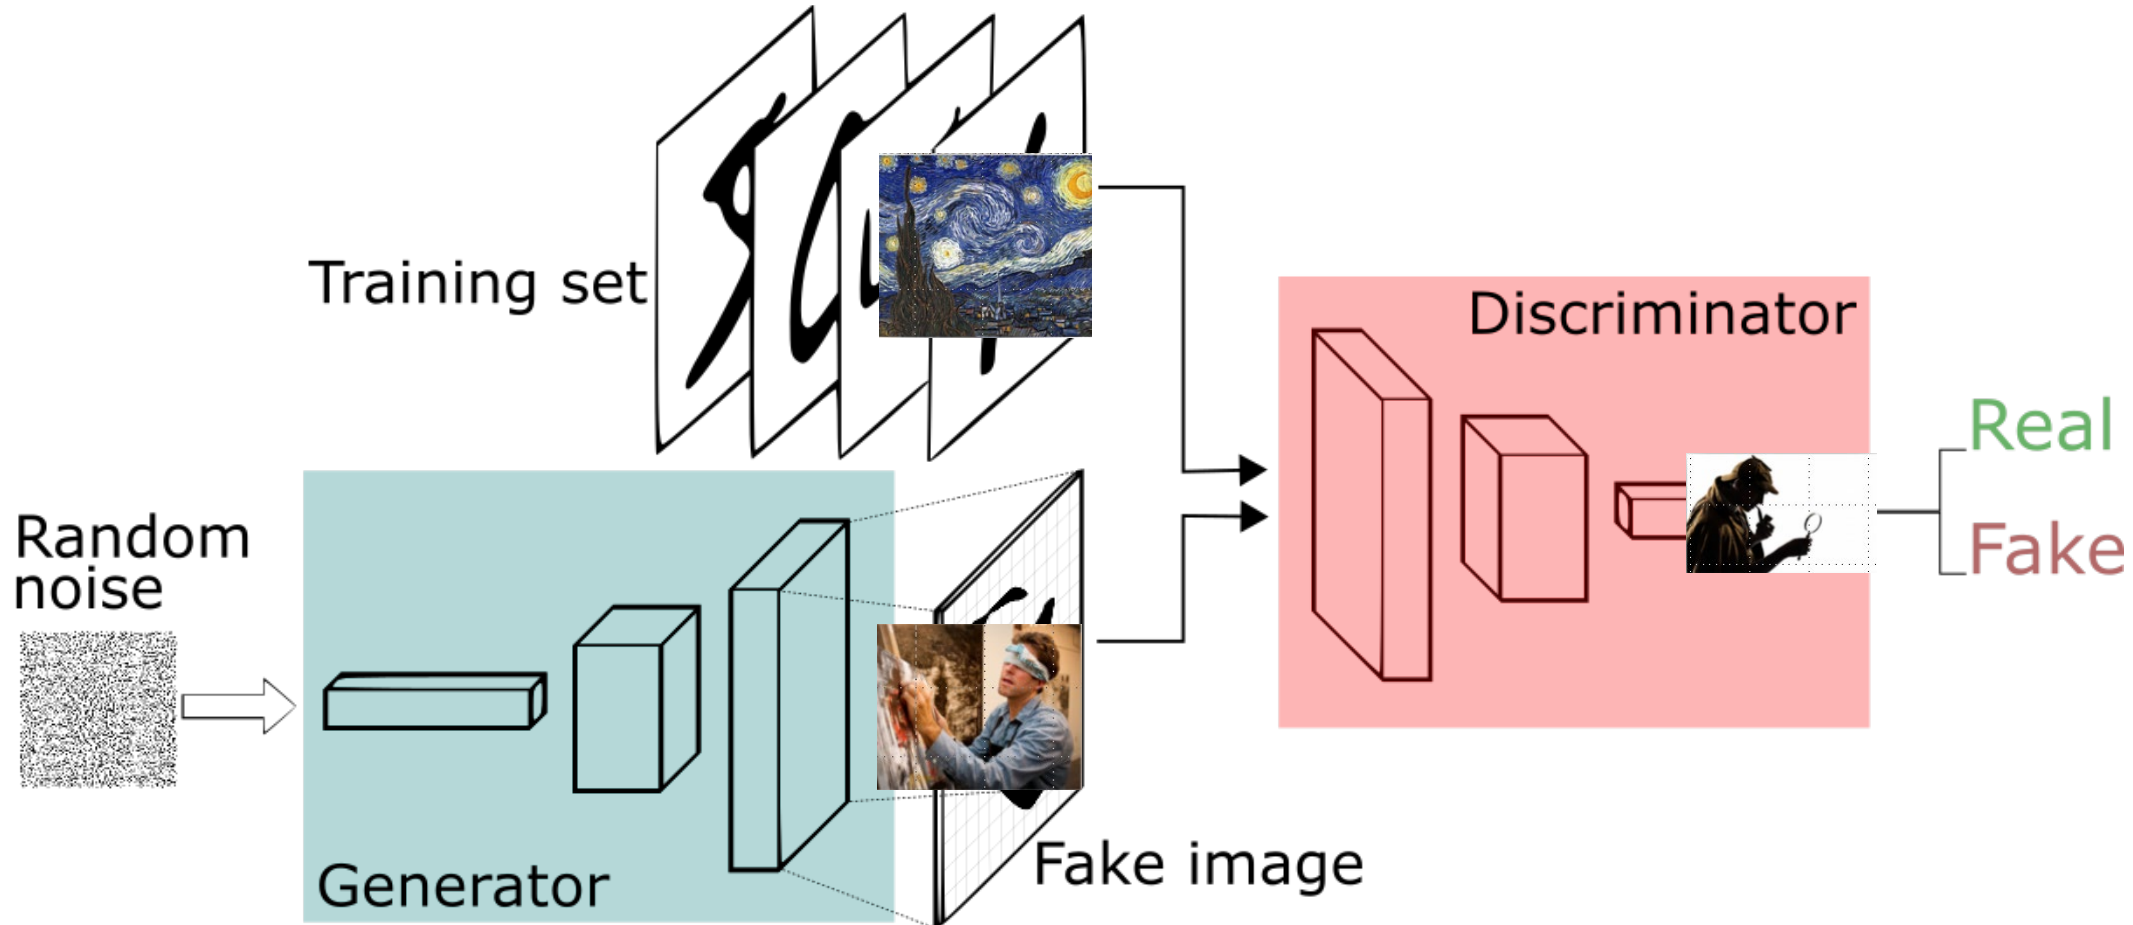 Training set
Discriminator
Real
Fake
Random
noise
Generator
Fake image